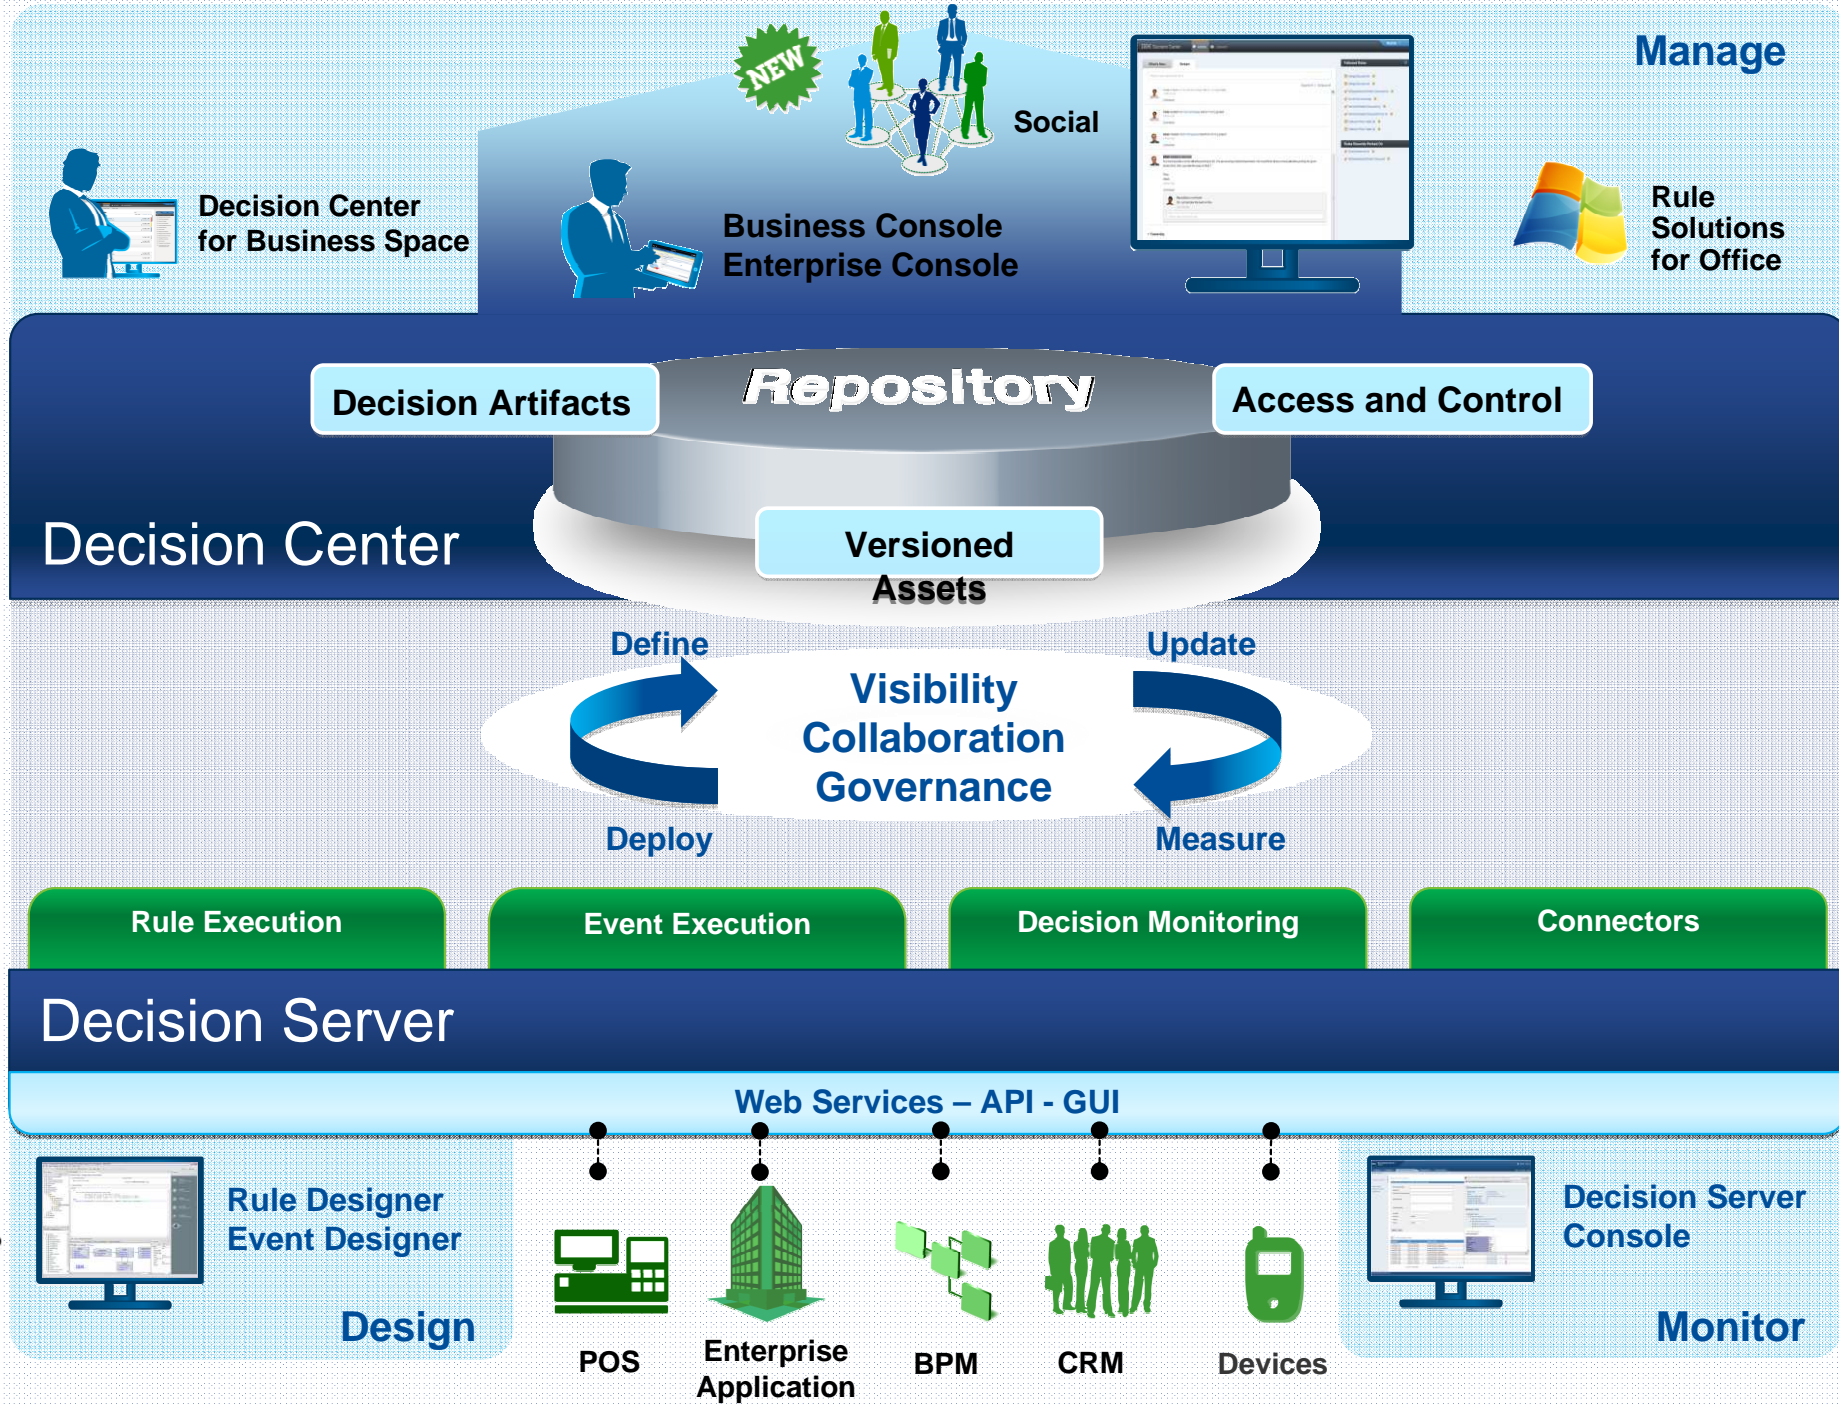 Manage
NEW
Social
Decision Center
for Business Space
Business Console
Enterprise Console
Rule
Solutions
for Office
Repository
Decision Artifacts
Access and Control
Decision Center
Versioned
Assets
Define
Update
Visibility
Collaboration
Governance
Deploy
Measure
Rule Execution
Event Execution
Decision Monitoring
Connectors
Decision Server
Web Services – API - GUI
Rule Designer
Event Designer
Design
POS
Enterprise
Application
BPM
CRM
Devices
Decision Server
Console
Monitor